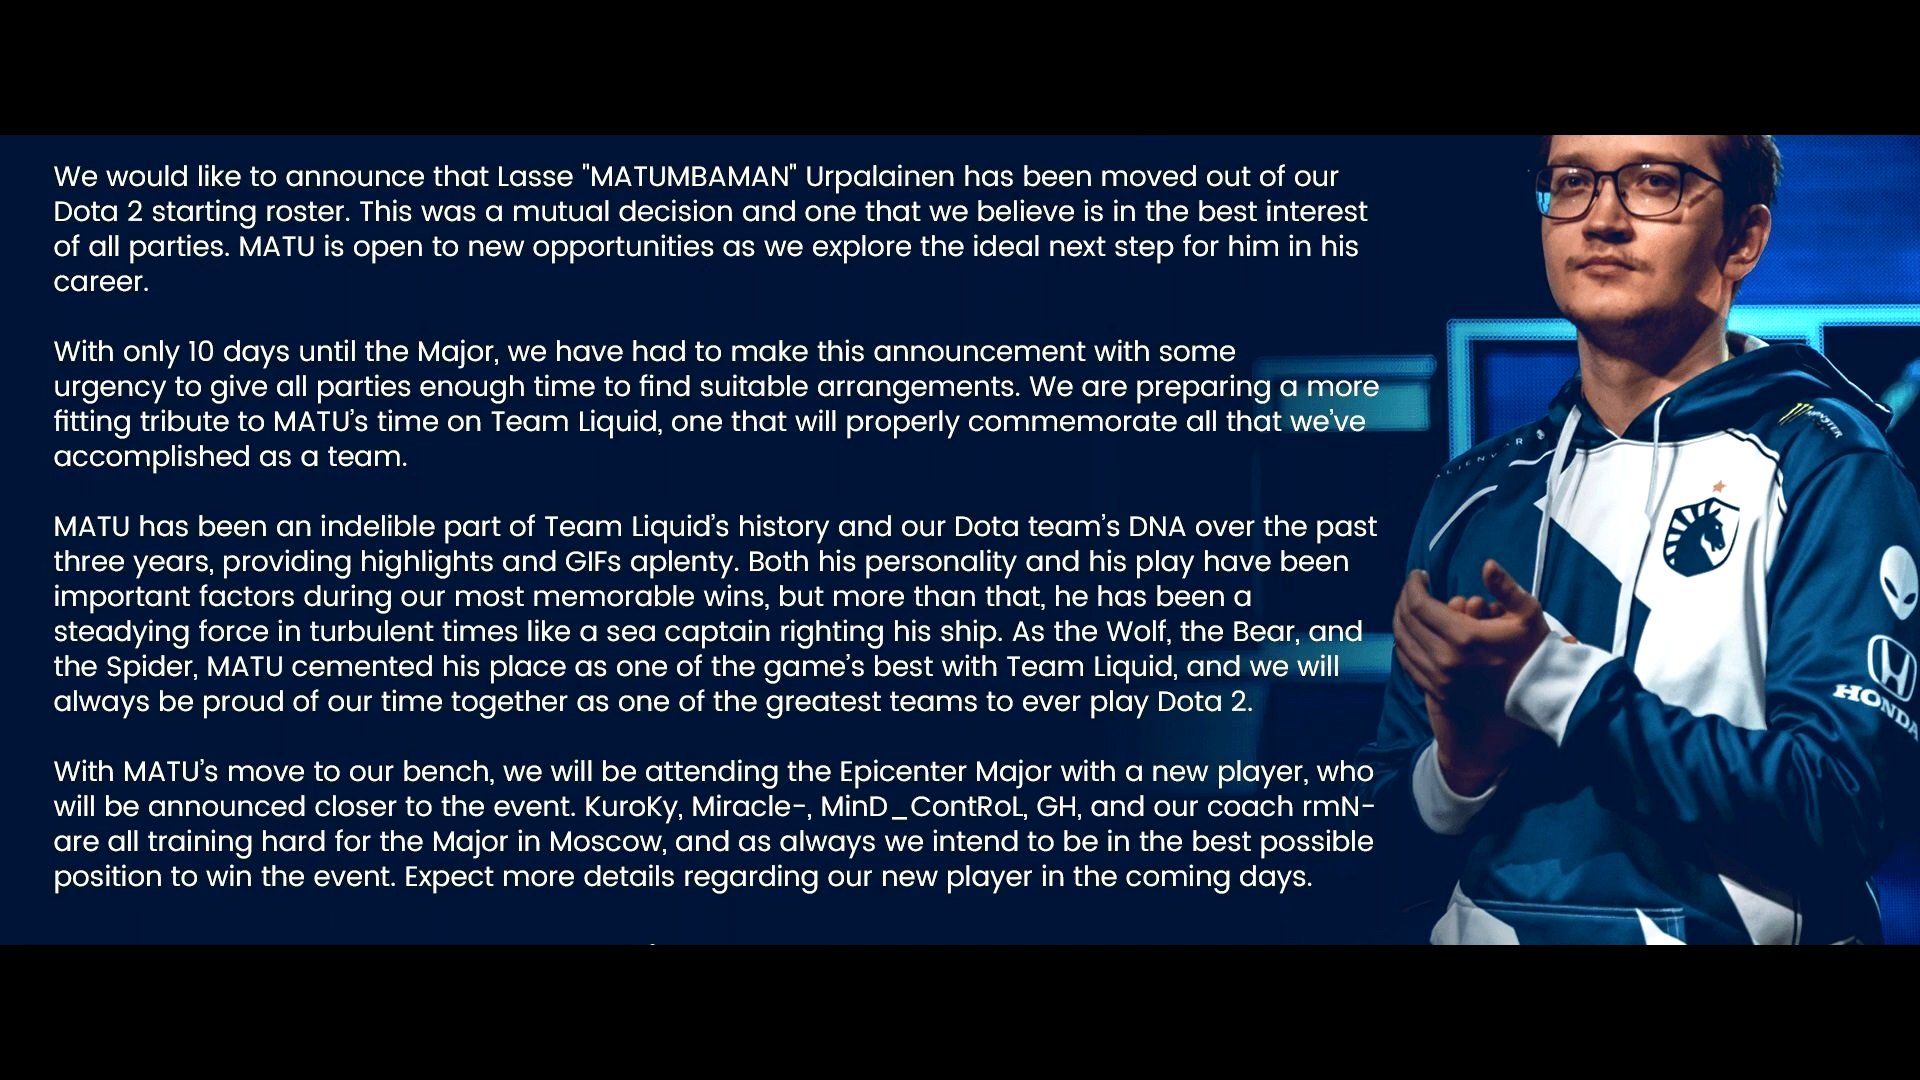 We would like to announce that Lasse "MATUMBAMAN" Urpalainen has been moved out of our
Dota 2 starting roster. This was a mutual decision and one that we believe is in the best interest
of all parties. MATU is open to new opportunities as we explore the ideal next step for him in his
career.
With only 10 days until the Major, we have had to make this announcement with some
urgency to give all parties enough time to find suitable arrangements. We are preparing a more
fitting tribute to MATU’s time on Team Liquid, one that will properly commemorate all that we’ve
accomplished as a team.
MATU has been an indelible part of Team Liquid’s history and our Dota team’s DNA over the past
three years, providing highlights and GIFs aplenty. Both his personality and his play have been
important factors during our most memorable wins, but more than that, he has been a
steadying force in turbulent times like a sea captain righting his ship. As the Wolf, the Bear, and
the Spider, MATU cemented his place as one of the game’s best with Team Liquid, and we will
always be proud of our time together as one of the greatest teams to ever play Dota 2.
With MATU’s move to our bench, we will be attending the Epicenter Major with a new player, who
will be announced closer to the event. KuroKy, Miracle-, MinD_ContRoL, GH, and our coach rmN-
are all training hard for the Major in Moscow, and as always we intend to be in the best possible
position to win the event. Expect more details regarding our new player in the coming days.
ALIENWAR
MONSTER
HONDA